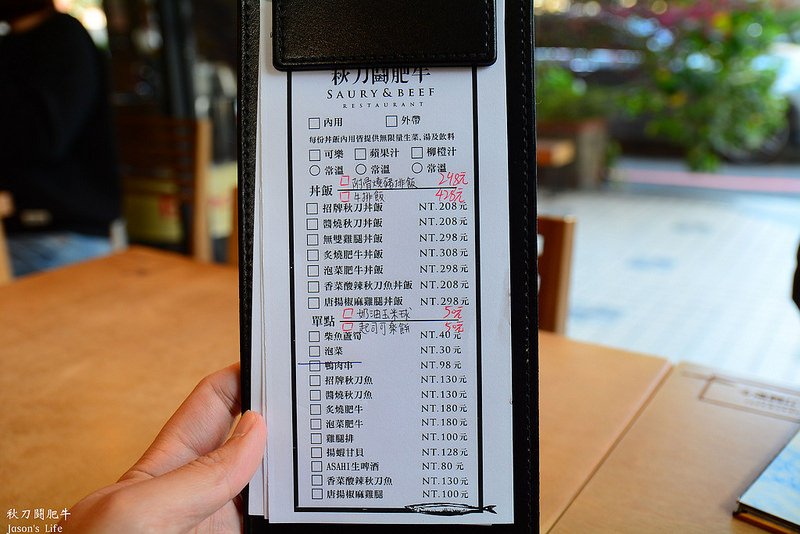 秋刀鬪肥牛
SAURY & BEEF
RESTAURANT
內用 外帶
每份丼飯內用皆提供無限量生菜,湯及飲料
可樂 蘋果汁 柳橙汁
常溫 常溫 常溫
附骨燒豬排飯 248元
丼飯 牛排飯 428元
招牌秋刀丼飯 NT.208元
醬燒秋刀丼飯 NT.208元
無雙雞腿丼飯 NT.298元
炙燒肥牛丼飯 NT.308元
泡菜肥牛丼飯 NT.298元
香菜酸辣秋刀魚丼飯 NT.208元
唐揚椒麻雞腿丼飯 NT.298元
奶油玉米球 5元
單點 起司可樂餅 5元
柴魚蘆筍 NT.40元
泡菜 NT.30元
鴨肉串 NT.98元
招牌秋刀魚 NT.130元
醬燒秋刀魚 NT.130元
炙燒肥牛 NT.180元
泡菜肥牛 NT.180元
雞腿排 NT.100元
揚蝦甘貝 NT.128元
ASAHI生啤酒 NT.80元
香菜酸辣秋刀魚 NT.130元
唐揚椒麻雞腿 NT.100元
秋刀鬪肥牛
Jason's Life